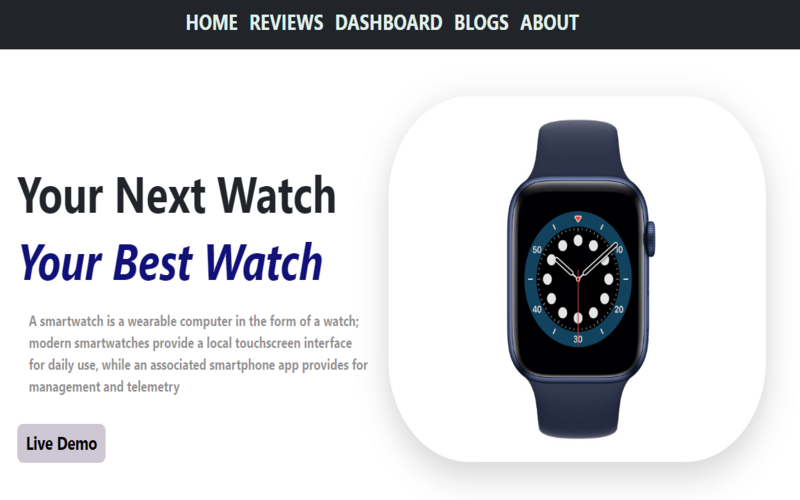 HOME REVIEWS DASHBOARD BLOGS ABOUT
Your Next Watch
Your Best Watch
A smartwatch is a wearable computer in the form of a watch;
modern smartwatches provide a local touchscreen interface
for daily use, while an associated smartphone app provides for
management and telemetry
Live Demo
50
10
40
20
30